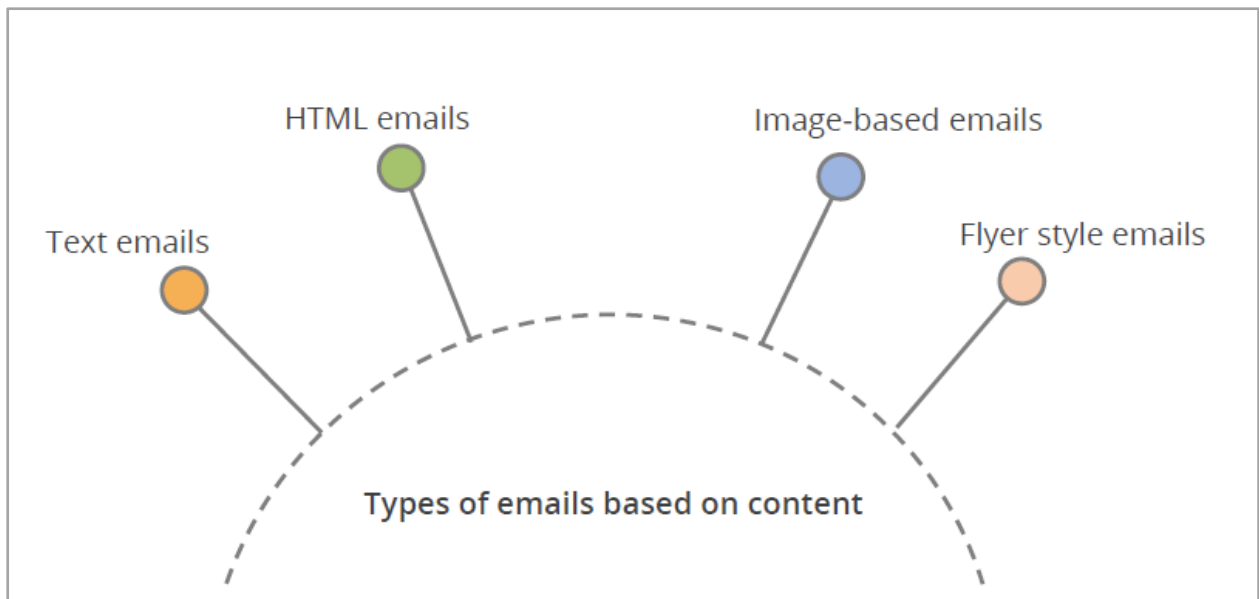 HTML emails
Image-based emails
Text emails
Flyer style emails
Types of emails based on content